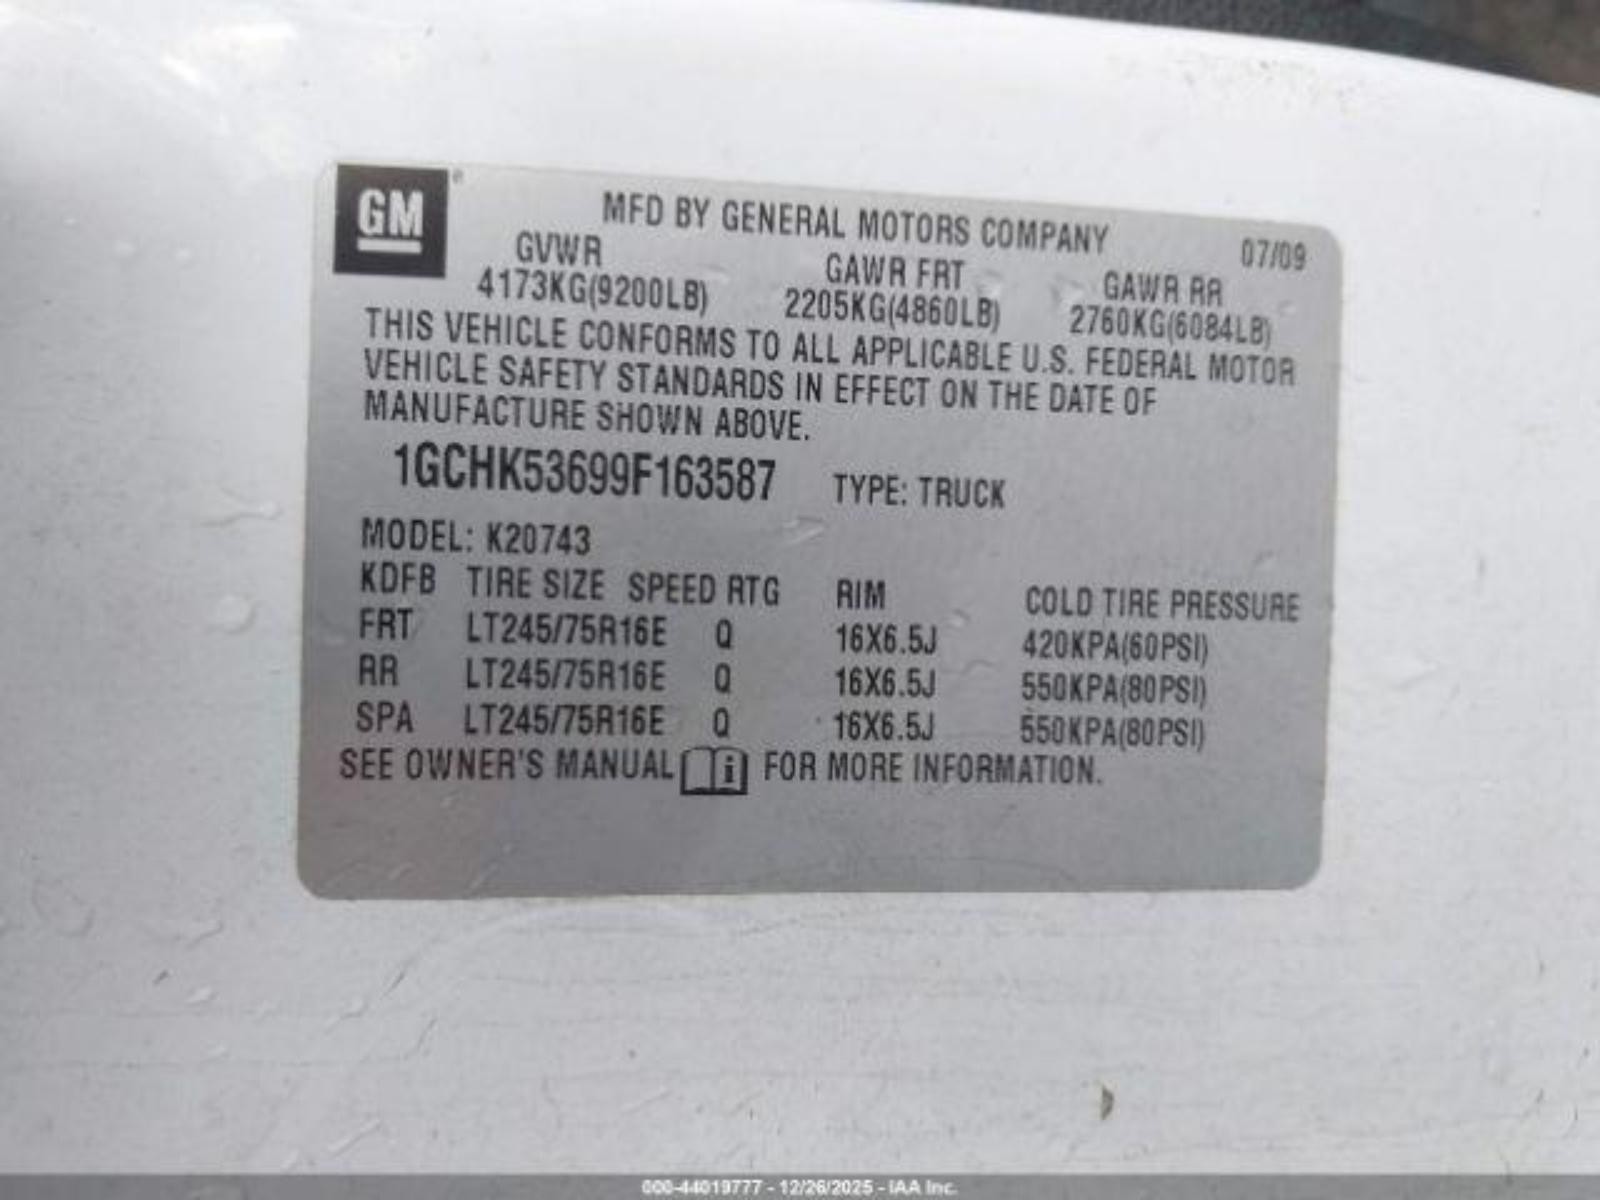 GM
MFD BY GENERAL MOTORS COMPANY 07/09
GVWR GAWR FRT GAWR RR
4173KG(9200LB) 2205KG(4860LB) 2760KG(6084LB)
THIS VEHICLE CONFORMS TO ALL APPLICABLE U.S. FEDERAL MOTOR
VEHICLE SAFETY STANDARDS IN EFFECT ON THE DATE OF
MANUFACTURE SHOWN ABOVE.
1GCHK53699F163587 TYPE: TRUCK
MODEL: K20743
KDFB TIRE SIZE SPEED RTG RIM COLD TIRE PRESSURE
FRT LT245/75R16E Q 16X6.5J 420KPA(60PSI)
RR LT245/75R16E Q 16X6.5J 550KPA(80PSI)
SPA LT245/75R16E Q 16X6.5J 550KPA(80PSI)
SEE OWNER'S MANUAL FOR MORE INFORMATION.
000-44019777 - 12/26/2025 - IAA Inc.